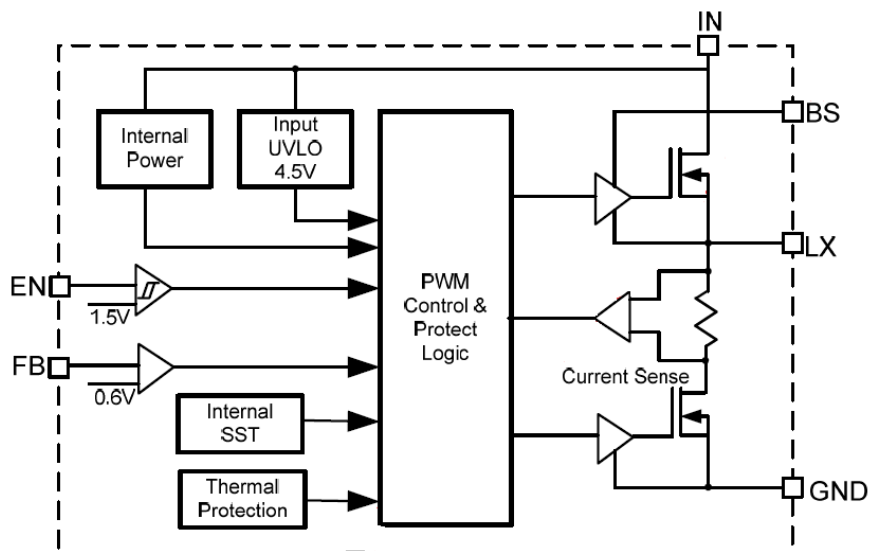 IN
BS
Internal
Power
Input
UVLO
4.5V
LX
EN
1.5V
PWM
Control &
Protect
Logic
FB
0.6V
Current Sense
Internal
SST
Thermal
Protection
GND